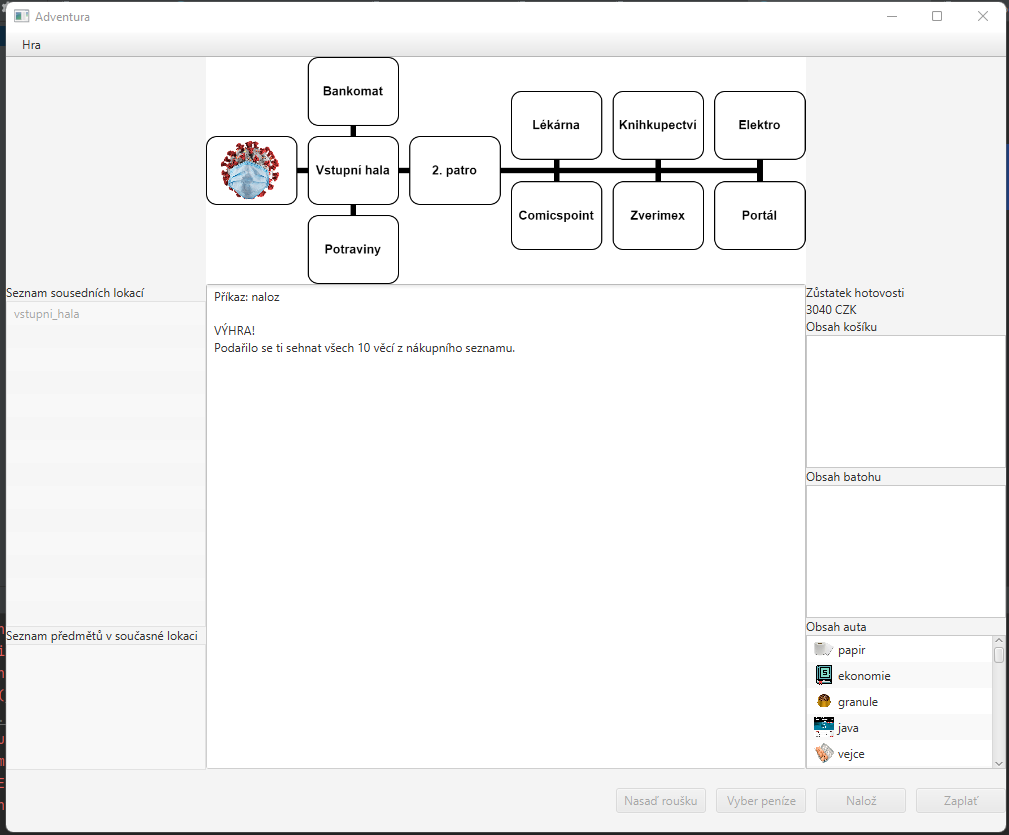 Adventura
Hra
Bankomat
Lékárna
Knihkupectví
Elektro
Vstupní hala
2. patro
Comicspoint
Zverimex
Portál
Potraviny
Seznam sousedních lokací
vstupni_hala
Příkaz: naloz
VÝHRA!
Podařilo se ti sehnat všech 10 věcí z nákupního seznamu.
Zůstatek hotovosti
3040 CZK
Obsah košíku
Obsah batohu
Seznam předmětů v současné lokaci
Obsah auta
papir
ekonomie
granule
java
vejce
Nasaď roušku
Vyber peníze
Nalož
Zaplať